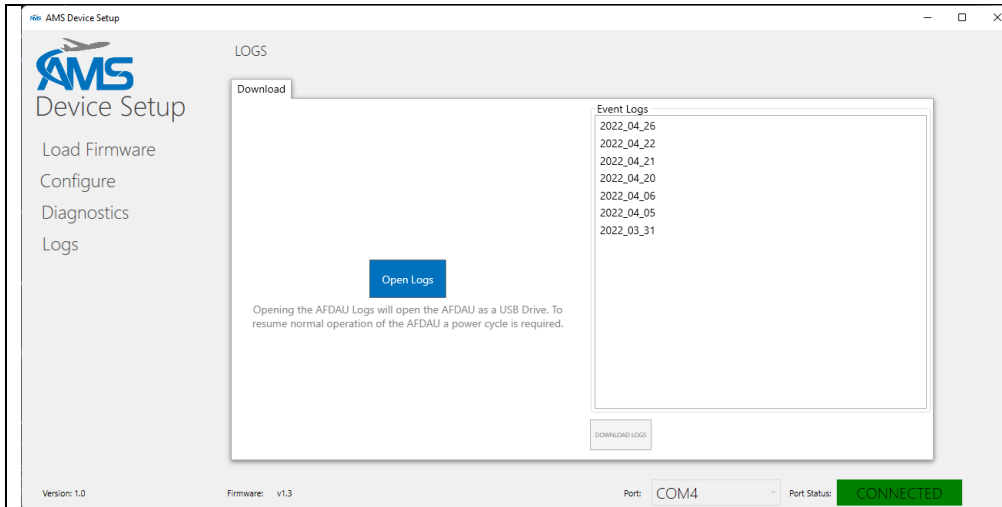 AMS Device Setup
AMS
Device Setup
Load Firmware
Configure
Diagnostics
Logs
LOGS
Download
Open Logs
Opening the AFDAU Logs will open the AFDAU as a USB Drive. To
resume normal operation of the AFDAU a power cycle is required.
Event Logs
2022_04_26
2022_04_22
2022_04_21
2022_04_20
2022_04_06
2022_04_05
2022_03_31
DOWNLOAD LOGS
Version: 1.0
Firmware: v1.3
Port: COM4
Port Status: CONNECTED